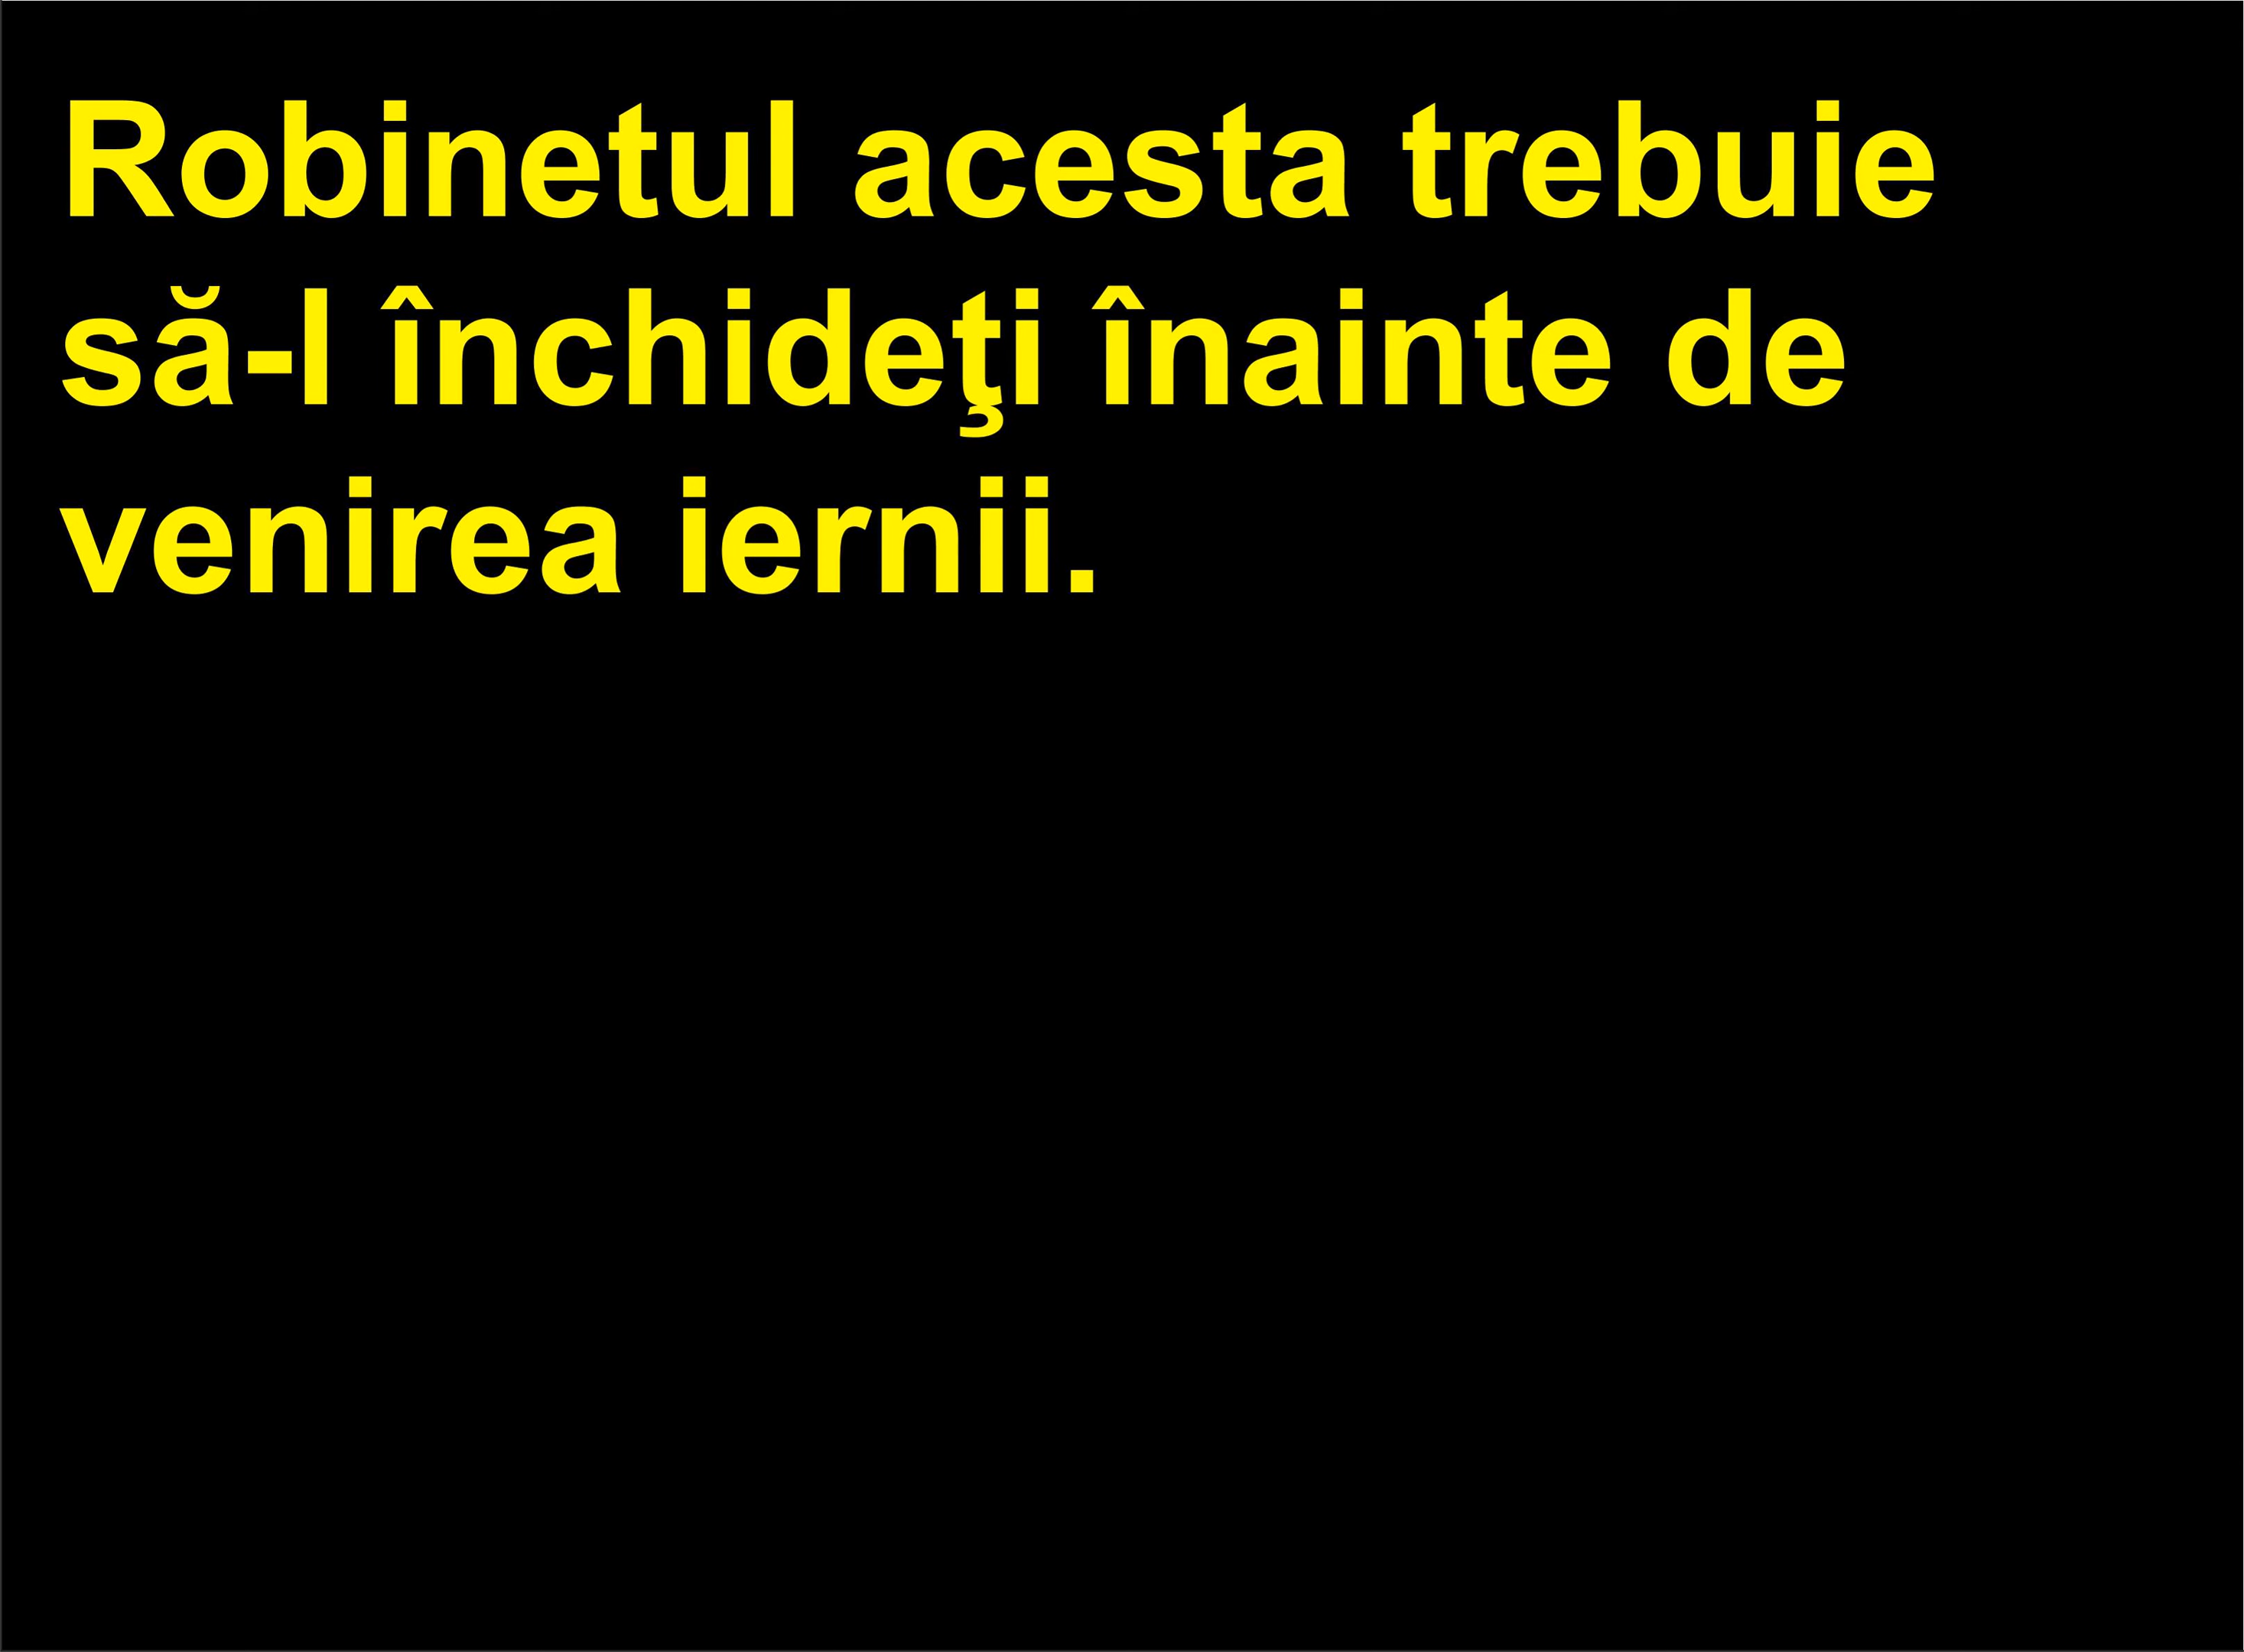 Robinetul acesta trebuie
să-l închideţi înainte de
venirea iernii.